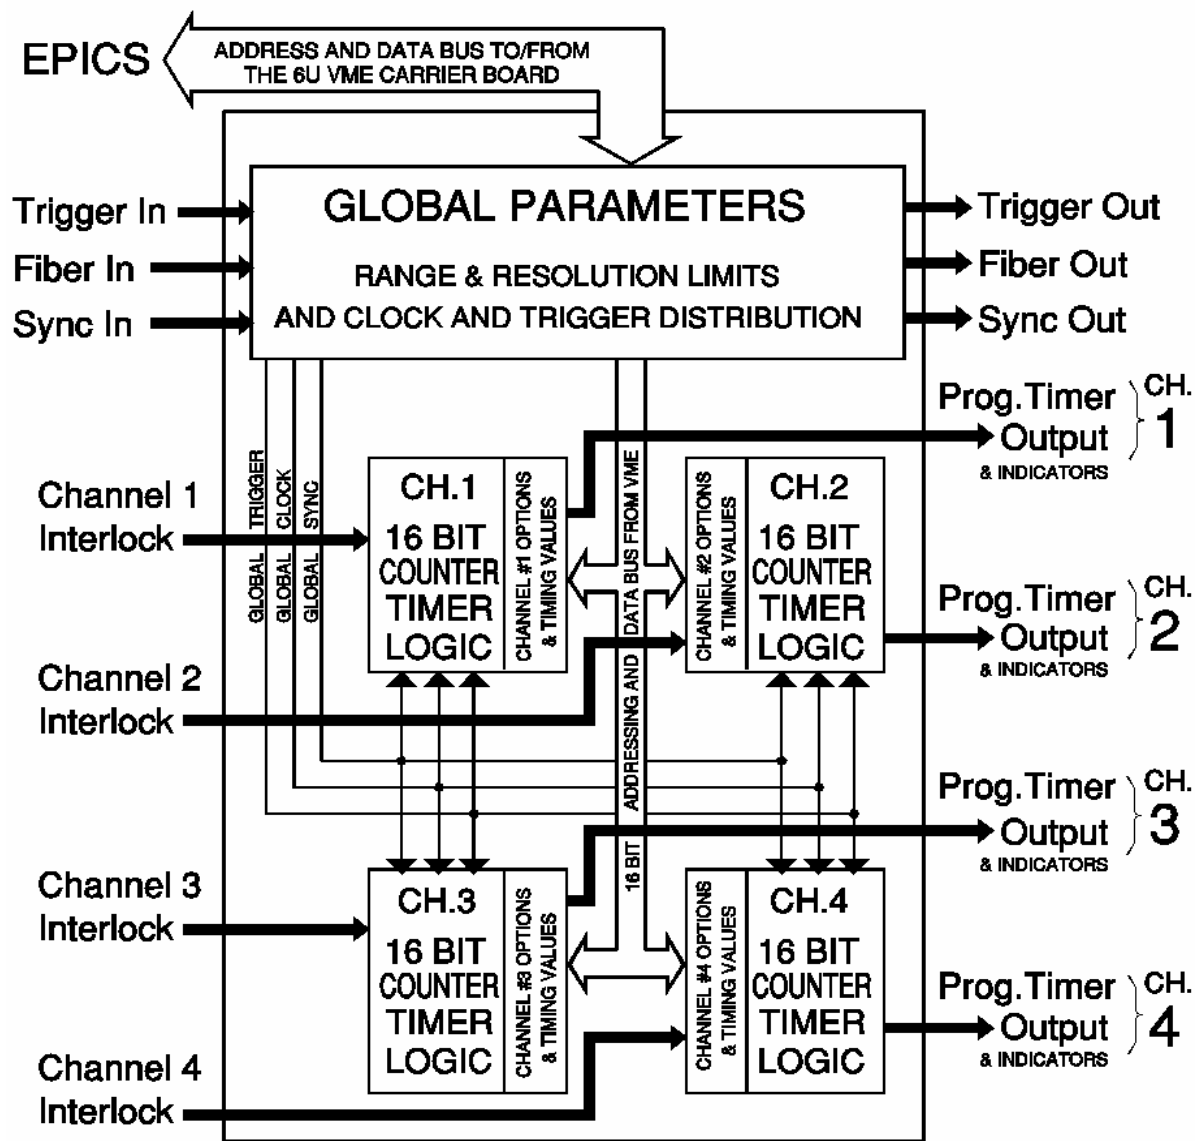 EPICS
ADDRESS AND DATA BUS TO/FROM
THE 6U VME CARRIER BOARD
Trigger In
Fiber In
Sync In
GLOBAL PARAMETERS
RANGE & RESOLUTION LIMITS
AND CLOCK AND TRIGGER DISTRIBUTION
Trigger Out
Fiber Out
Sync Out
GLOBAL TRIGGER
GLOBAL CLOCK
GLOBAL SYNC
16 BIT ADDRESSING AND DATA BUS FROM VME
Channel 1
Interlock
CH.1
16 BIT
COUNTER
TIMER
LOGIC
CHANNEL #1 OPTIONS
& TIMING VALUES
CHANNEL #2 OPTIONS
& TIMING VALUES
CH.2
16 BIT
COUNTER
TIMER
LOGIC
Prog.Timer
Output
& INDICATORS
CH.
1
Channel 2
Interlock
Prog.Timer
Output
& INDICATORS
CH.
2
Channel 3
Interlock
CH.3
16 BIT
COUNTER
TIMER
LOGIC
CHANNEL #3 OPTIONS
& TIMING VALUES
CHANNEL #4 OPTIONS
& TIMING VALUES
CH.4
16 BIT
COUNTER
TIMER
LOGIC
Prog.Timer
Output
& INDICATORS
CH.
3
Channel 4
Interlock
Prog.Timer
Output
& INDICATORS
CH.
4